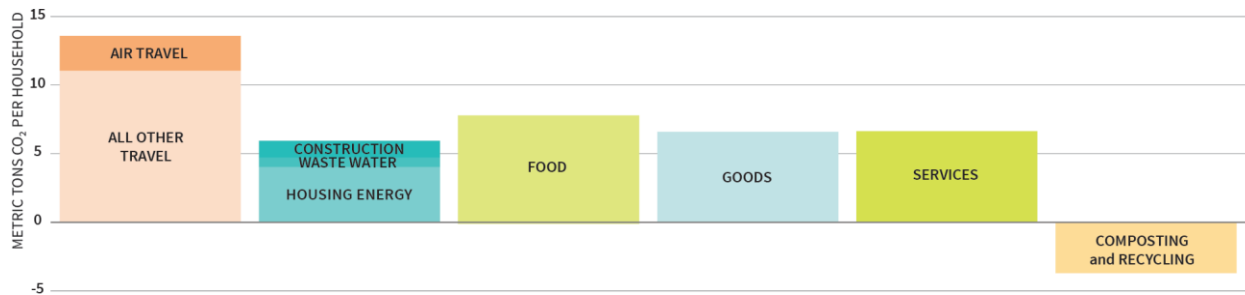 METRIC TONS CO₂ PER HOUSEHOLD
15
10
5
0
-5
AIR TRAVEL
ALL OTHER
TRAVEL
CONSTRUCTION
WASTE WATER
HOUSING ENERGY
FOOD
GOODS
SERVICES
COMPOSTING
and RECYCLING